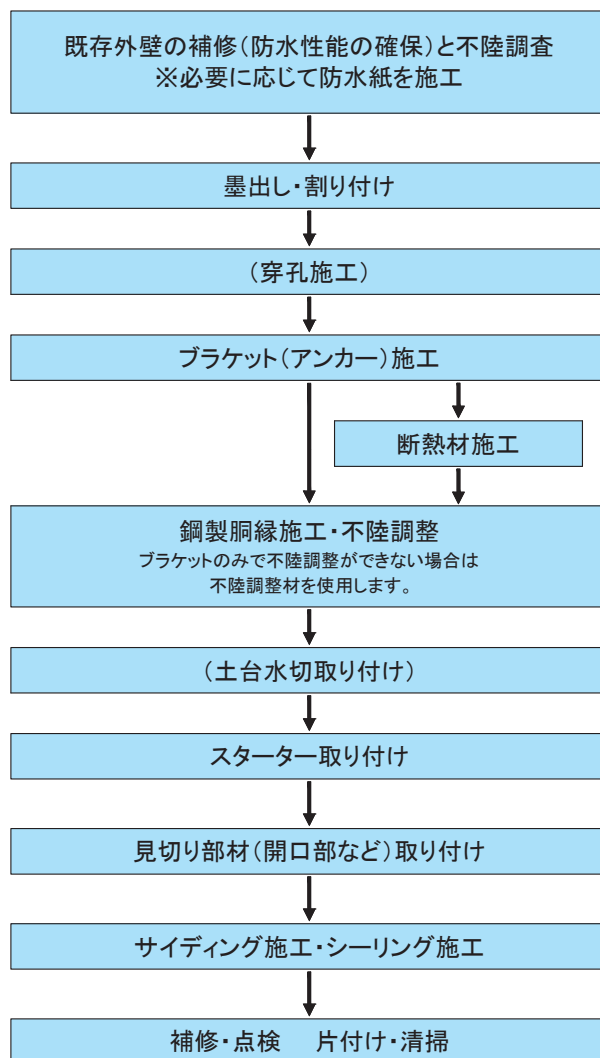 既存外壁の補修（防水性能の確保）と不陸調査
※必要に応じて防水紙を施工
墨出し・割り付け
（穿孔施工）
ブラケット（アンカー）施工
断熱材施工
鋼製胴縁施工・不陸調整
ブラケットのみで不陸調整ができない場合は
不陸調整材を使用します。
（土台水切取り付け）
スターター取り付け
見切り部材（開口部など）取り付け
サイディング施工・シーリング施工
補修・点検　片付け・清掃